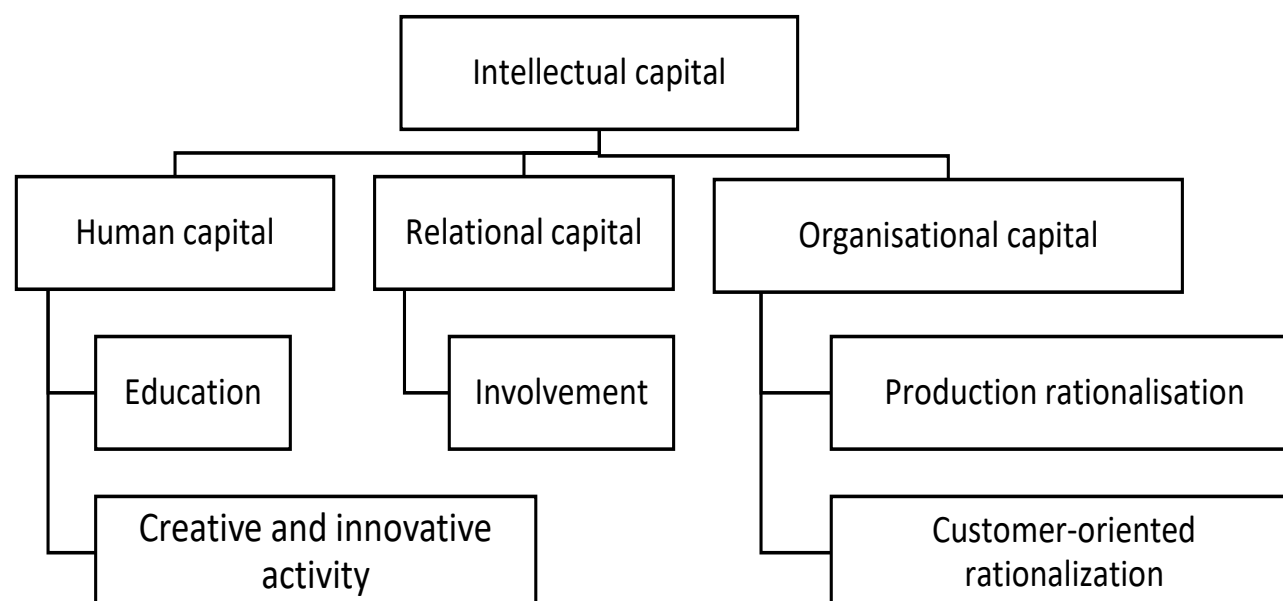 Intellectual capital
Human capital
Relational capital
Organisational capital
Education
Involvement
Production rationalisation
Creative and innovative
activity
Customer-oriented
rationalization